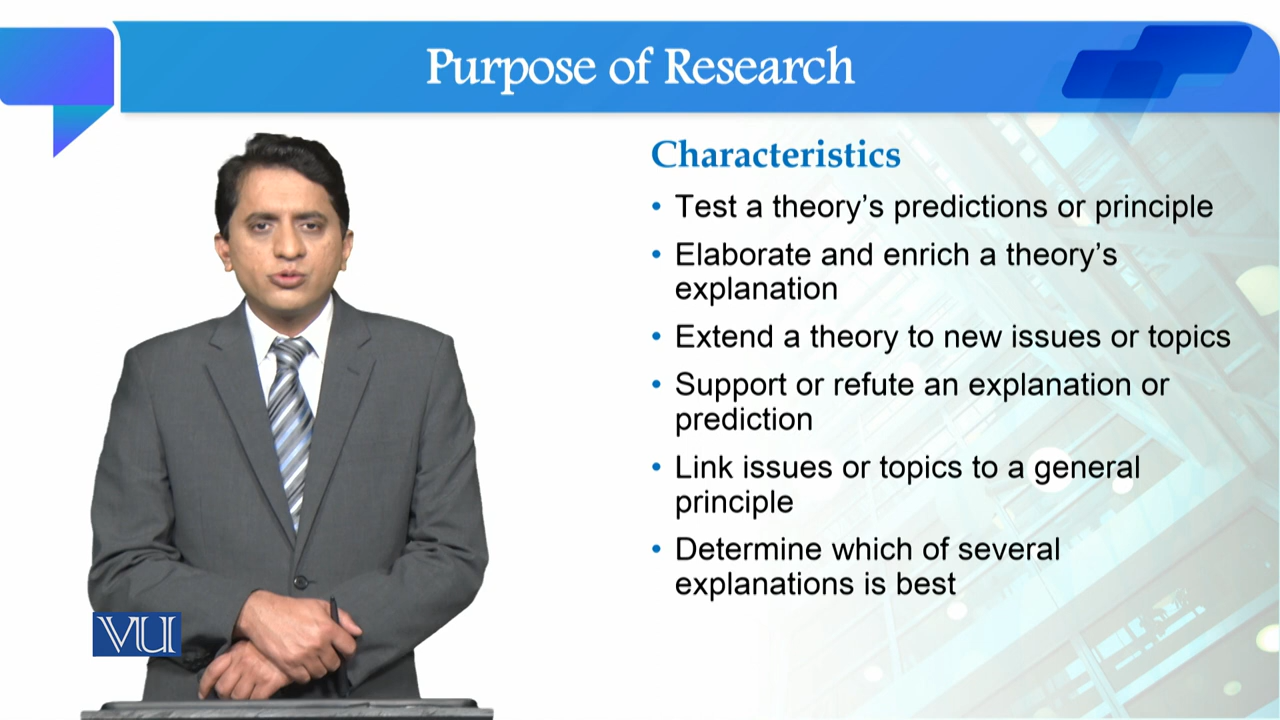 Purpose of Research
Characteristics
• Test a theory’s predictions or principle
• Elaborate and enrich a theory’s
explanation
• Extend a theory to new issues or topics
• Support or refute an explanation or
prediction
• Link issues or topics to a general
principle
• Determine which of several
explanations is best
VU